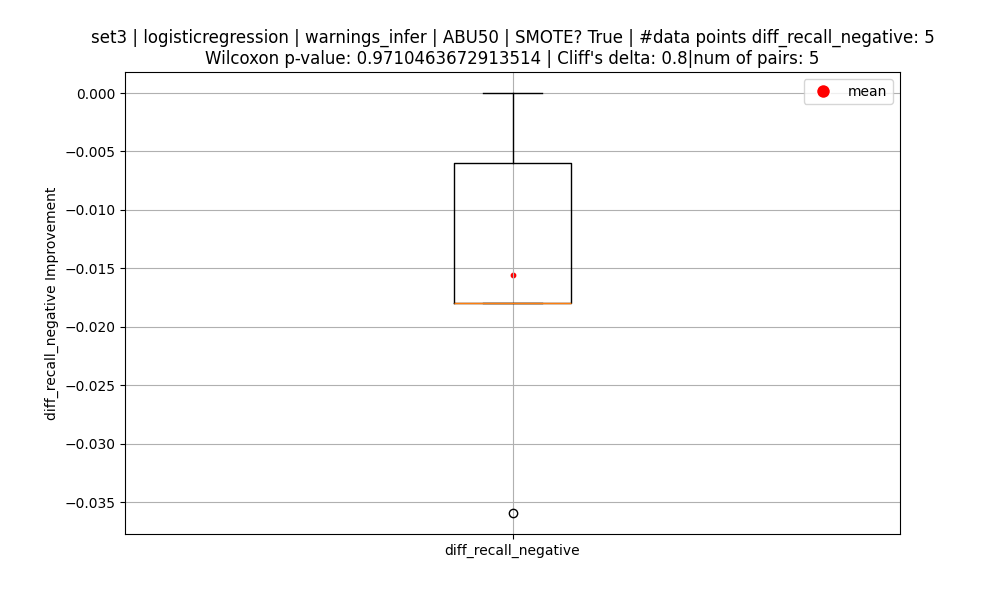 set3 | logisticregression | warnings_infer | ABU50 | SMOTE? True | #data points diff_recall_negative: 5
Wilcoxon p-value: 0.9710463672913514 | Cliff's delta: 0.8|num of pairs: 5
mean
0.000
−0.005
−0.010
−0.015
−0.020
−0.025
−0.030
−0.035
diff_recall_negative Improvement
diff_recall_negative